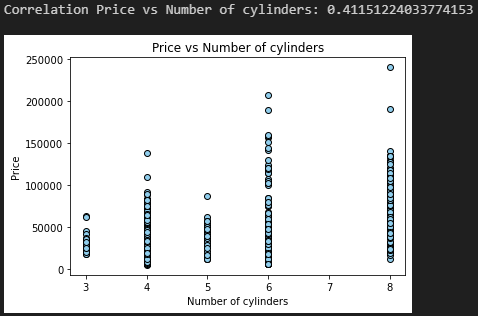 Correlation Price vs Number of cylinders: 0.41151224033774153
Price vs Number of cylinders
250000
200000
150000
100000
50000
0
Price
3 4 5 6 7 8
Number of cylinders